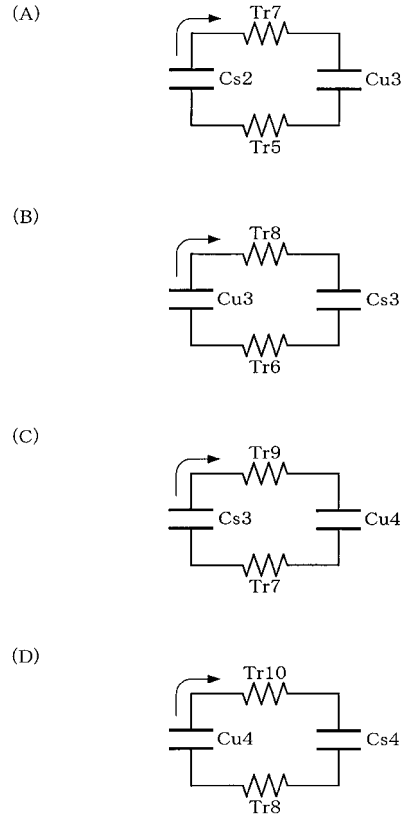 (A)
Tr7
Cs2
Cu3
Tr5
(B)
Tr8
Cu3
Cs3
Tr6
(C)
Tr9
Cs3
Cu4
Tr7
(D)
Tr10
Cu4
Cs4
Tr8